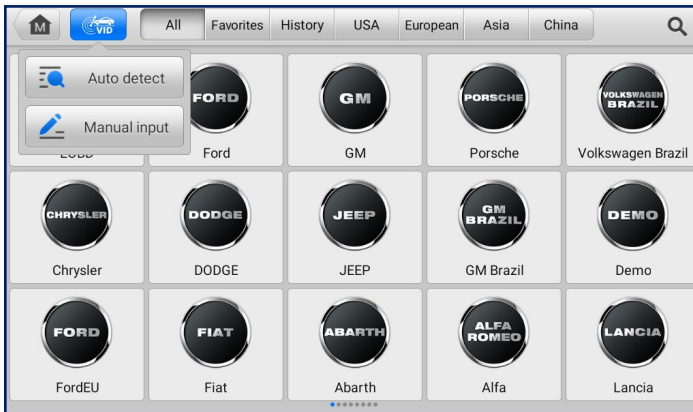 M
VID
All
Favorites
History
USA
European
Asia
China
Auto detect
Manual input
FORD
GM
PORSCHE
VOLKSWAGEN
BRAZIL
Ford
GM
Porsche
Volkswagen Brazil
CHRYSLER
DODGE
JEEP
GM
BRAZIL
DEMO
Chrysler
DODGE
JEEP
GM Brazil
Demo
FORD
FIAT
ABARTH
ALFA
ROMEO
LANCIA
FordEU
Fiat
Abarth
Alfa
Lancia